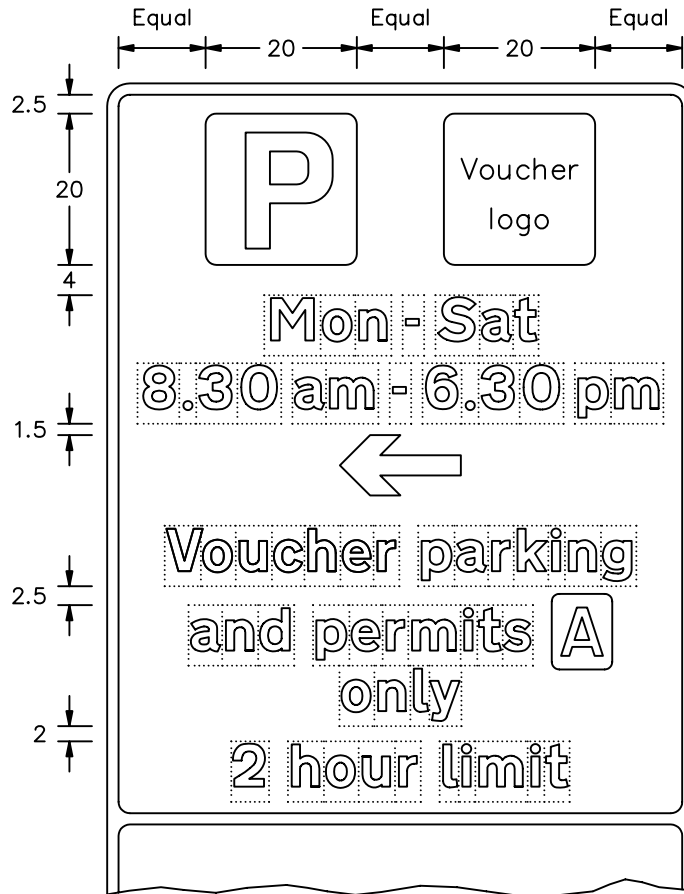 Equal Equal Equal
20 20
2.5
P
Voucher
logo
20
4
Mon - Sat
8.30 am - 6.30 pm
1.5
Voucher parking
2.5
and permits A
only
2
2 hour limit